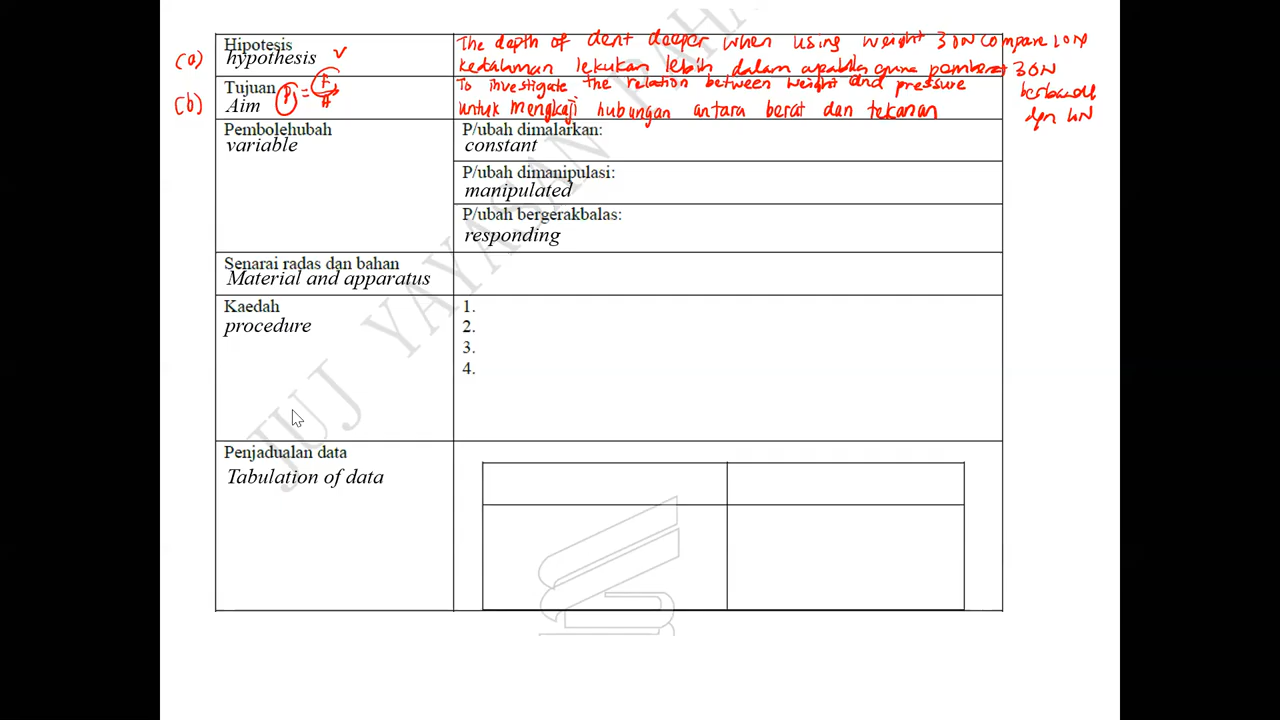 (a) Hipotesis
hypothesis
The depth of dent deeper when using weight 30N compare 10N
kedalaman lekukan lebih dalam apabila guna pemberat 30N
berbanding
dgn 10N
(b) Tujuan
Aim
P = F/A
To investigate the relation between weight and pressure
untuk mengkaji hubungan antara berat dan tekanan
Pembolehubah
variable
P/ubah dimalarkan:
constant
P/ubah dimanipulasi:
manipulated
P/ubah bergerakbalas:
responding
Senarai radas dan bahan
Material and apparatus
Kaedah
procedure
1.
2.
3.
4.
Penjadualan data
Tabulation of data
JUJ YAYASAN PAHA